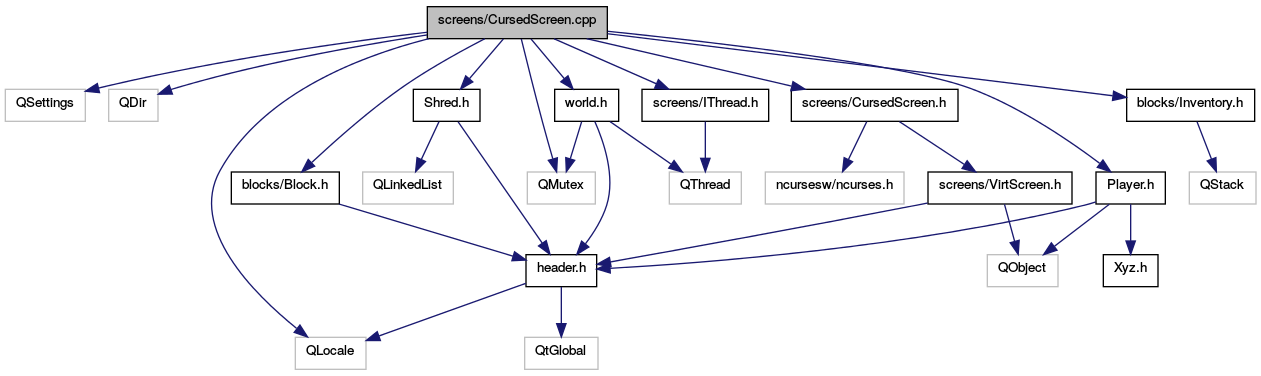 screens/CursedScreen.cpp
QSettings
QDir
Shred.h
world.h
screens/IThread.h
screens/CursedScreen.h
blocks/Inventory.h
blocks/Block.h
QLinkedList
QMutex
QThread
ncursesw/ncurses.h
screens/VirtScreen.h
Player.h
QStack
header.h
QObject
Xyz.h
QLocale
QtGlobal